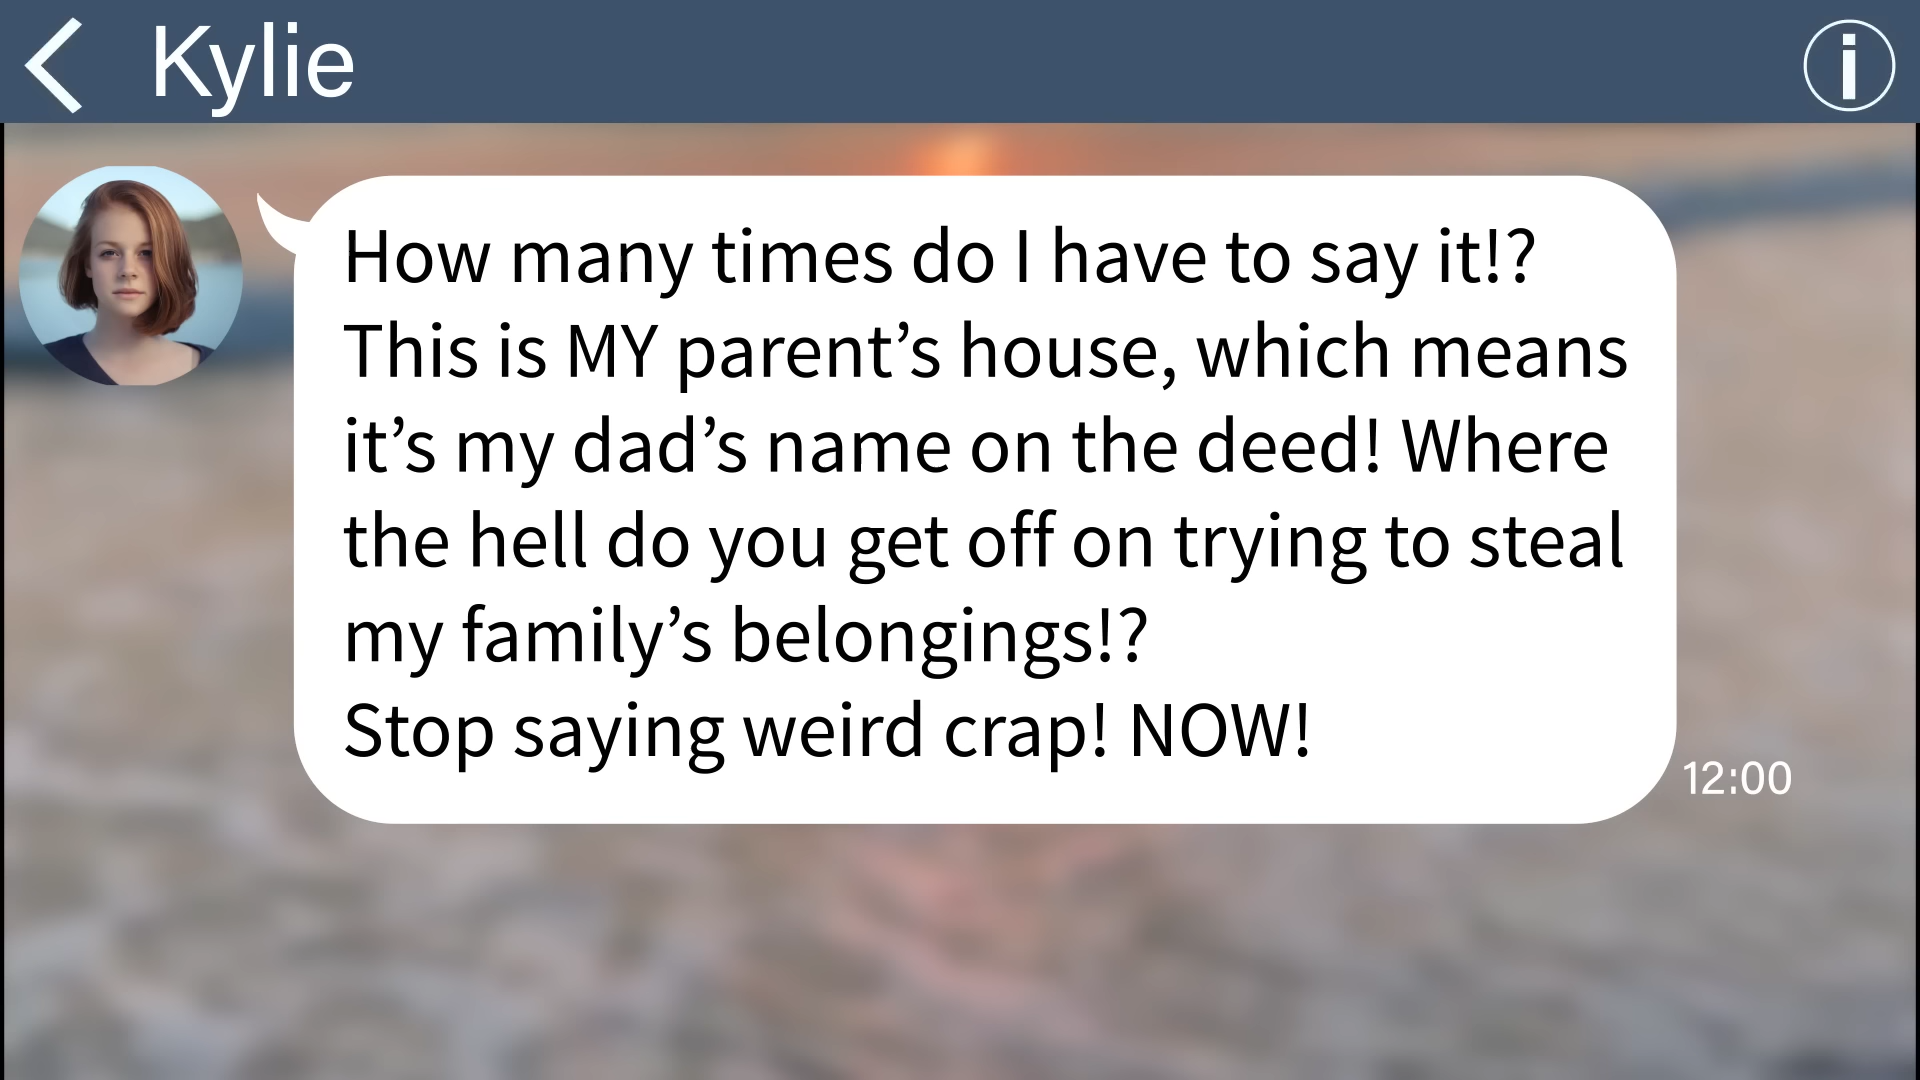 Kylie
How many times do I have to say it!?
This is MY parent’s house, which means
it’s my dad’s name on the deed! Where
the hell do you get off on trying to steal
my family’s belongings!?
Stop saying weird crap! NOW!
12:00